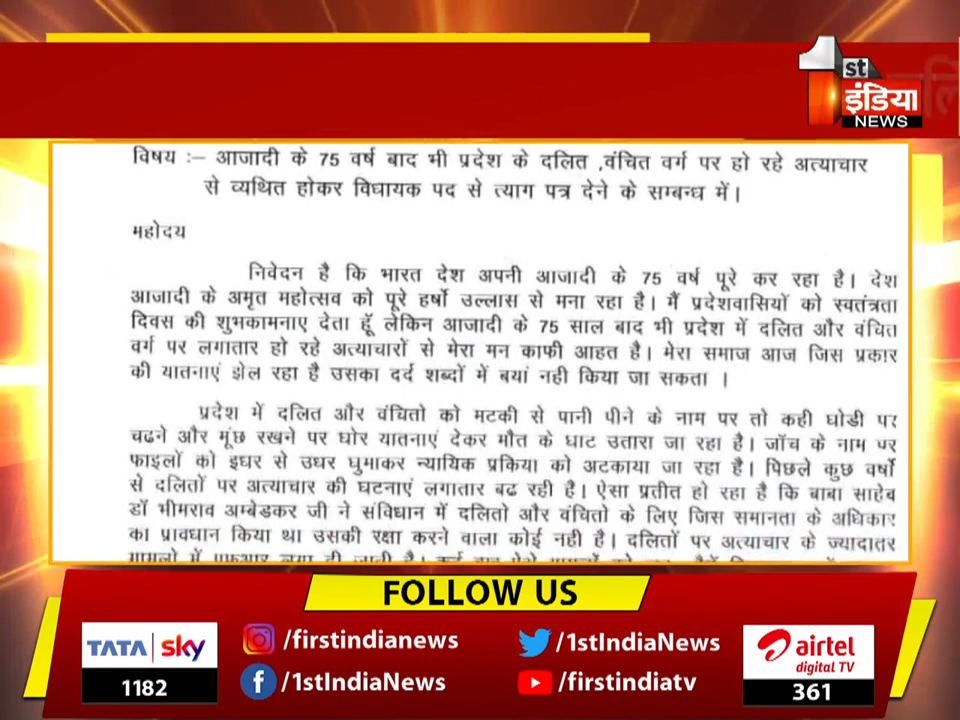 1st
इंडिया
NEWS
विषय :– आजादी के 75 वर्ष बाद भी प्रदेश के दलित ,वंचित वर्ग पर हो रहे अत्याचार
से व्यथित होकर विधायक पद से त्याग पत्र देने के सम्बन्ध में।
महोदय
निवेदन है कि भारत देश अपनी आजादी के 75 वर्ष पूरे कर रहा है। देश
आजादी के अमृत महोत्सव को पूरे हर्षो उल्लास से मना रहा है। मैं प्रदेशवासियों को स्वतंत्रता
दिवस की शुभकामनाए देता हूॅ लेकिन आजादी के 75 साल बाद भी प्रदेश में दलित और वंचित
वर्ग पर लगातार हो रहे अत्याचारों से मेरा मन काफी आहत है। मेरा समाज आज जिस प्रकार
की यातनाएं झेल रहा है उसका दर्द शब्दों में बयां नही किया जा सकता ।
प्रदेश में दलित और वंचितो को मटकी से पानी पीने के नाम पर तो कही घोडी पर
चढने और मूंछ रखने पर घोर यातनाएं देकर मौत के घाट उतारा जा रहा है। जॉच के नाम पर
फाइलों को इधर से उधर घुमाकर न्यायिक प्रकिया को अटकाया जा रहा है। पिछले कुछ वर्षो
से दलितों पर अत्याचार की घटनाएं लगातार बढ रही है। ऐसा प्रतीत हो रहा है कि बाबा साहेब
डॉ भीमराव अम्बेडकर जी ने संविधान में दलितो और वंचितो के लिए जिस समानता के अधिकार
का प्रावधान किया था उसकी रक्षा करने वाला कोई नही है। दलितों पर अत्याचार के ज्यादातर
FOLLOW US
TATA sky
1182
/firstindianews
/1stIndiaNews
/1stIndiaNews
/firstindiatv
airtel
digital TV
361